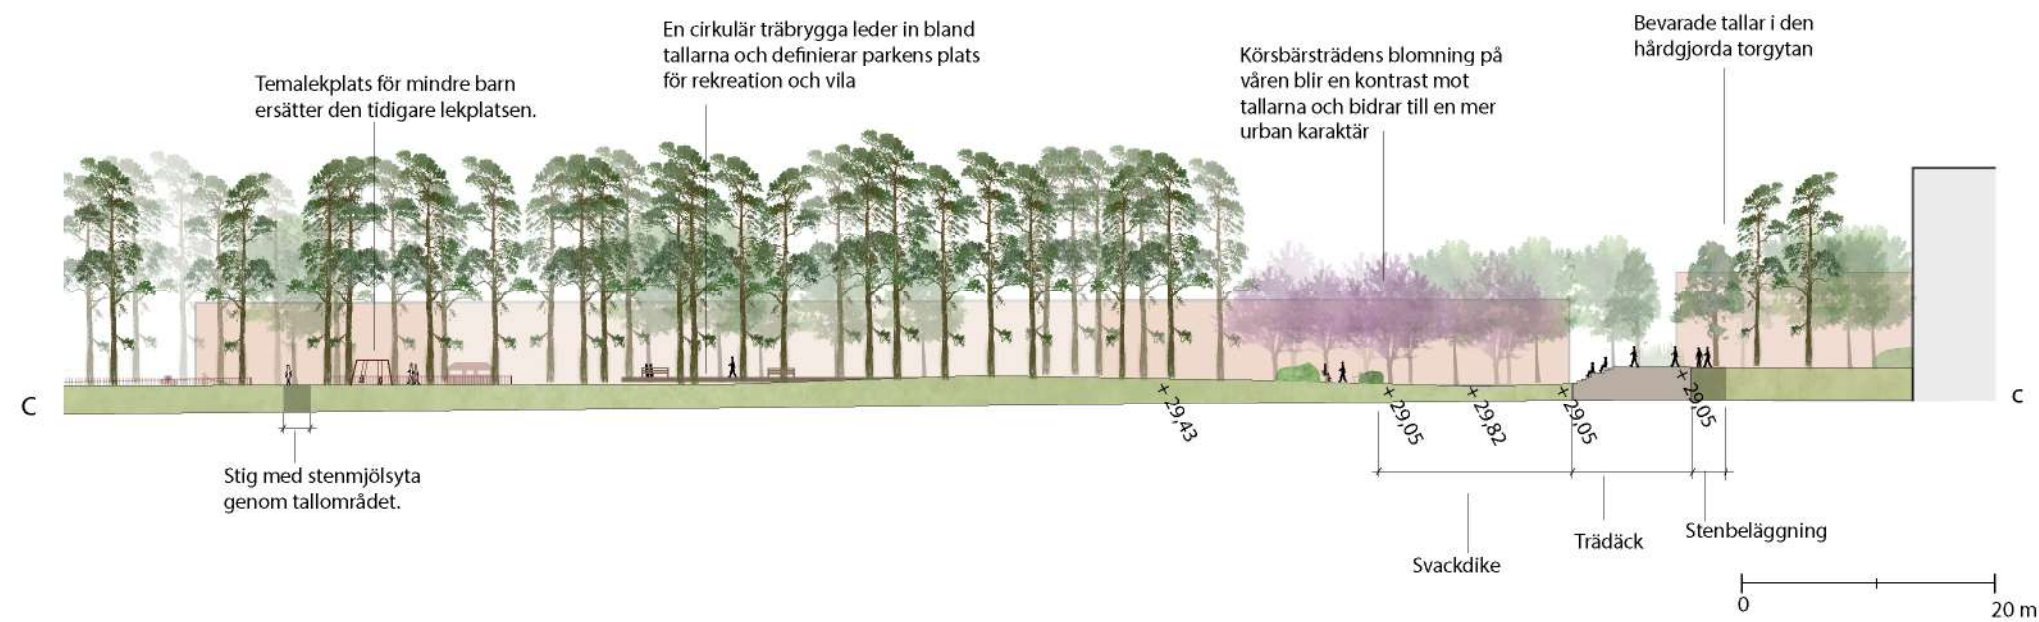 Temalekplats för mindre barn
ersätter den tidigare lekplatsen.
En cirkulär träbrygga leder in bland
tallarna och definierar parkens plats
för rekreation och vila
Körsbärsträdens blomning på
våren blir en kontrast mot
tallarna och bidrar till en mer
urban karaktär
Bevarade tallar i den
hårdgjorda torgytan
C
c
+ 29,43
+ 29,05
+ 29,82
+ 29,05
+ 29,05
Stig med stenmjölsyta
genom tallområdet.
Svackdike
Trädäck
Stenbeläggning
0
20 m